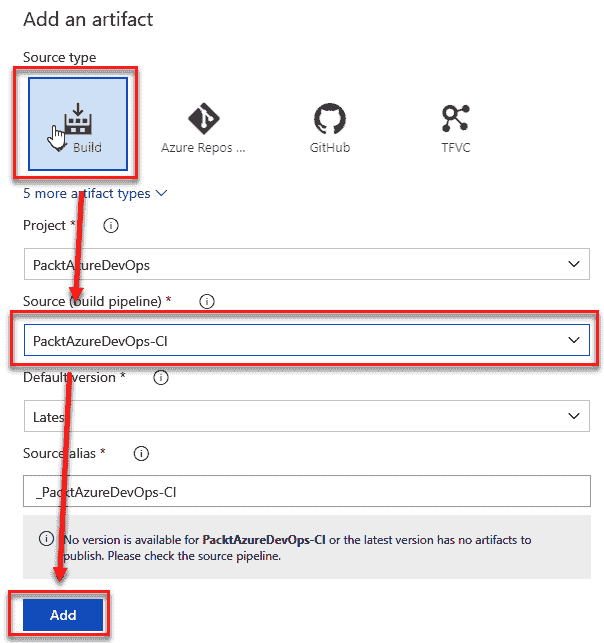 Add an artifact
Source type
Build
Azure Repos ...
GitHub
TFVC
5 more artifact types
Project *
PacktAzureDevOps
Source (build pipeline) *
PacktAzureDevOps-CI
Default version *
Latest
Source alias *
_PacktAzureDevOps-CI
No version is available for PacktAzureDevOps-CI or the latest version has no artifacts to
publish. Please check the source pipeline.
Add